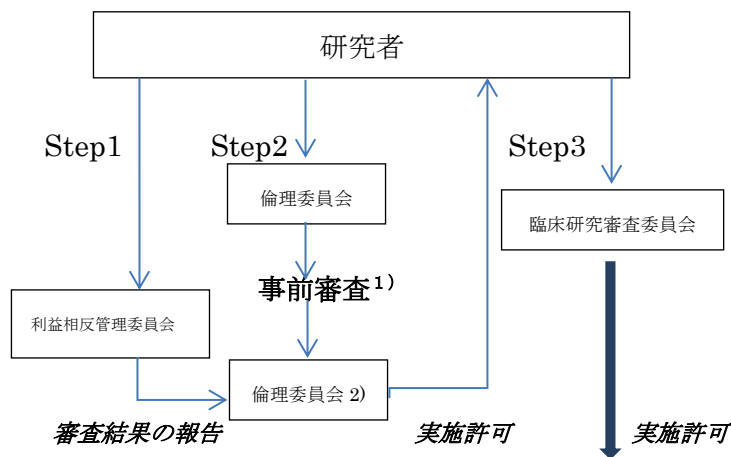 研究者
Step1
Step2
Step3
倫理委員会
臨床研究審査委員会
事前審査1)
利益相反管理委員会
倫理委員会 2)
審査結果の報告
実施許可
実施許可